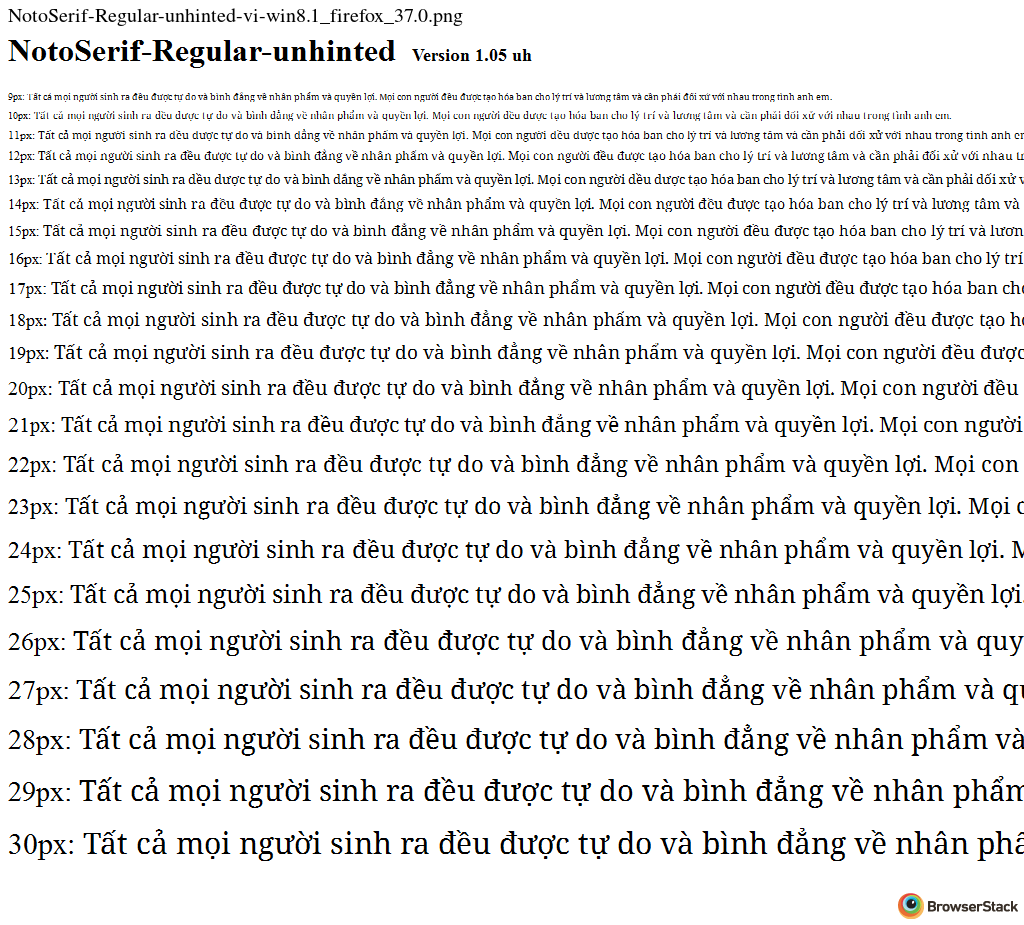 NotoSerif-Regular-unhinted-vi-win8.1_firefox_37.0.png
NotoSerif-Regular-unhinted Version 1.05 uh
9px: Tất cả mọi người sinh ra đều được tự do và bình đẳng về nhân phẩm và quyền lợi. Mọi con người đều được tạo hóa ban cho lý trí và lương tâm và cần phải đối xử với nhau trong tình anh em.
10px: Tất cả mọi người sinh ra đều được tự do và bình đẳng về nhân phẩm và quyền lợi. Mọi con người đều được tạo hóa ban cho lý trí và lương tâm và cần phải đối xử với nhau trong tình anh em.
11px: Tất cả mọi người sinh ra đều được tự do và bình đẳng về nhân phẩm và quyền lợi. Mọi con người đều được tạo hóa ban cho lý trí và lương tâm và cần phải đối xử với nhau trong tình anh
12px: Tất cả mọi người sinh ra đều được tự do và bình đẳng về nhân phẩm và quyền lợi. Mọi con người đều được tạo hóa ban cho lý trí và lương tâm và cần phải đối xử với nhau
13px: Tất cả mọi người sinh ra đều được tự do và bình đẳng về nhân phẩm và quyền lợi. Mọi con người đều được tạo hóa ban cho lý trí và lương tâm và cần phải đối xử
14px: Tất cả mọi người sinh ra đều được tự do và bình đẳng về nhân phẩm và quyền lợi. Mọi con người đều được tạo hóa ban cho lý trí và lương tâm và
15px: Tất cả mọi người sinh ra đều được tự do và bình đẳng về nhân phẩm và quyền lợi. Mọi con người đều được tạo hóa ban cho lý trí và lươn
16px: Tất cả mọi người sinh ra đều được tự do và bình đẳng về nhân phẩm và quyền lợi. Mọi con người đều được tạo hóa ban cho lý trí
17px: Tất cả mọi người sinh ra đều được tự do và bình đẳng về nhân phẩm và quyền lợi. Mọi con người đều được tạo hóa ban
18px: Tất cả mọi người sinh ra đều được tự do và bình đẳng về nhân phẩm và quyền lợi. Mọi con người đều được tạo
19px: Tất cả mọi người sinh ra đều được tự do và bình đẳng về nhân phẩm và quyền lợi. Mọi con người đều được
20px: Tất cả mọi người sinh ra đều được tự do và bình đẳng về nhân phẩm và quyền lợi. Mọi con người đều
21px: Tất cả mọi người sinh ra đều được tự do và bình đẳng về nhân phẩm và quyền lợi. Mọi con người
22px: Tất cả mọi người sinh ra đều được tự do và bình đẳng về nhân phẩm và quyền lợi. Mọi con
23px: Tất cả mọi người sinh ra đều được tự do và bình đẳng về nhân phẩm và quyền lợi. Mọi
24px: Tất cả mọi người sinh ra đều được tự do và bình đẳng về nhân phẩm và quyền lợi.
25px: Tất cả mọi người sinh ra đều được tự do và bình đẳng về nhân phẩm và quyền lợi.
26px: Tất cả mọi người sinh ra đều được tự do và bình đẳng về nhân phẩm và quy
27px: Tất cả mọi người sinh ra đều được tự do và bình đẳng về nhân phẩm và
28px: Tất cả mọi người sinh ra đều được tự do và bình đẳng về nhân phẩm và
29px: Tất cả mọi người sinh ra đều được tự do và bình đẳng về nhân phẩm
30px: Tất cả mọi người sinh ra đều được tự do và bình đẳng về nhân
BrowserStack